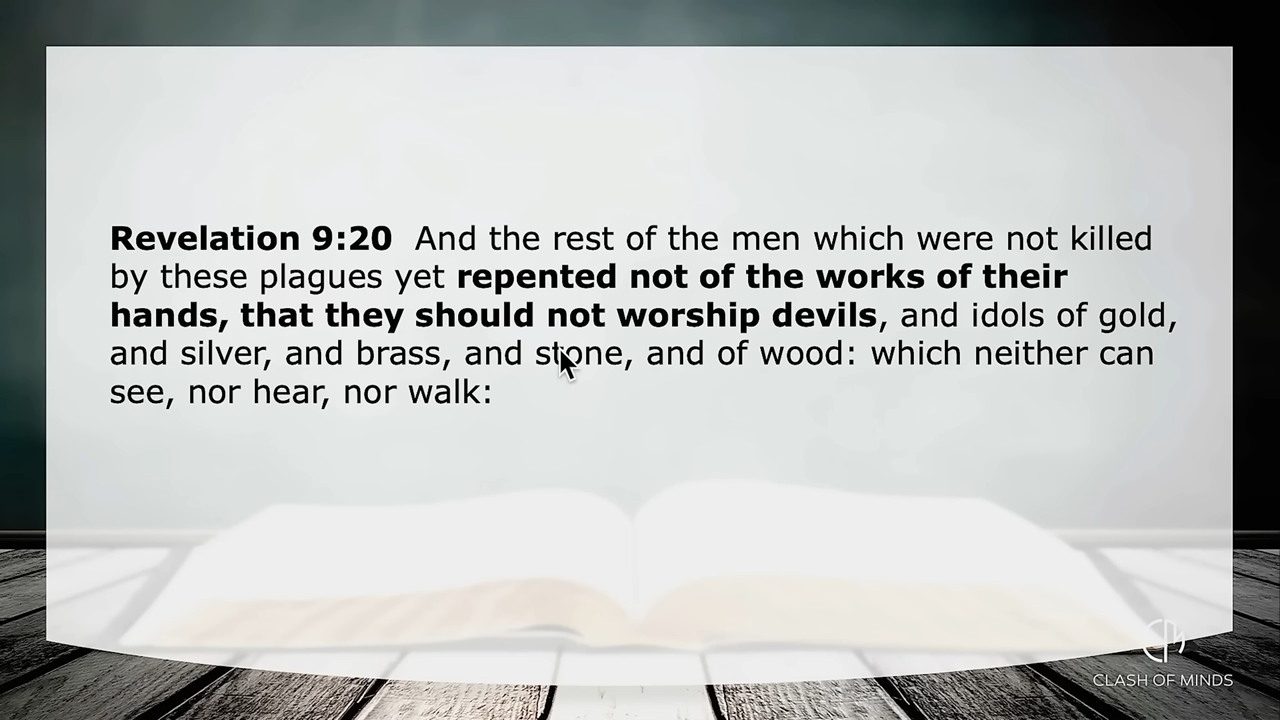 Revelation 9:20 And the rest of the men which were not killed
by these plagues yet repented not of the works of their
hands, that they should not worship devils, and idols of gold,
and silver, and brass, and stone, and of wood: which neither can
see, nor hear, nor walk:
CLASH OF MINDS